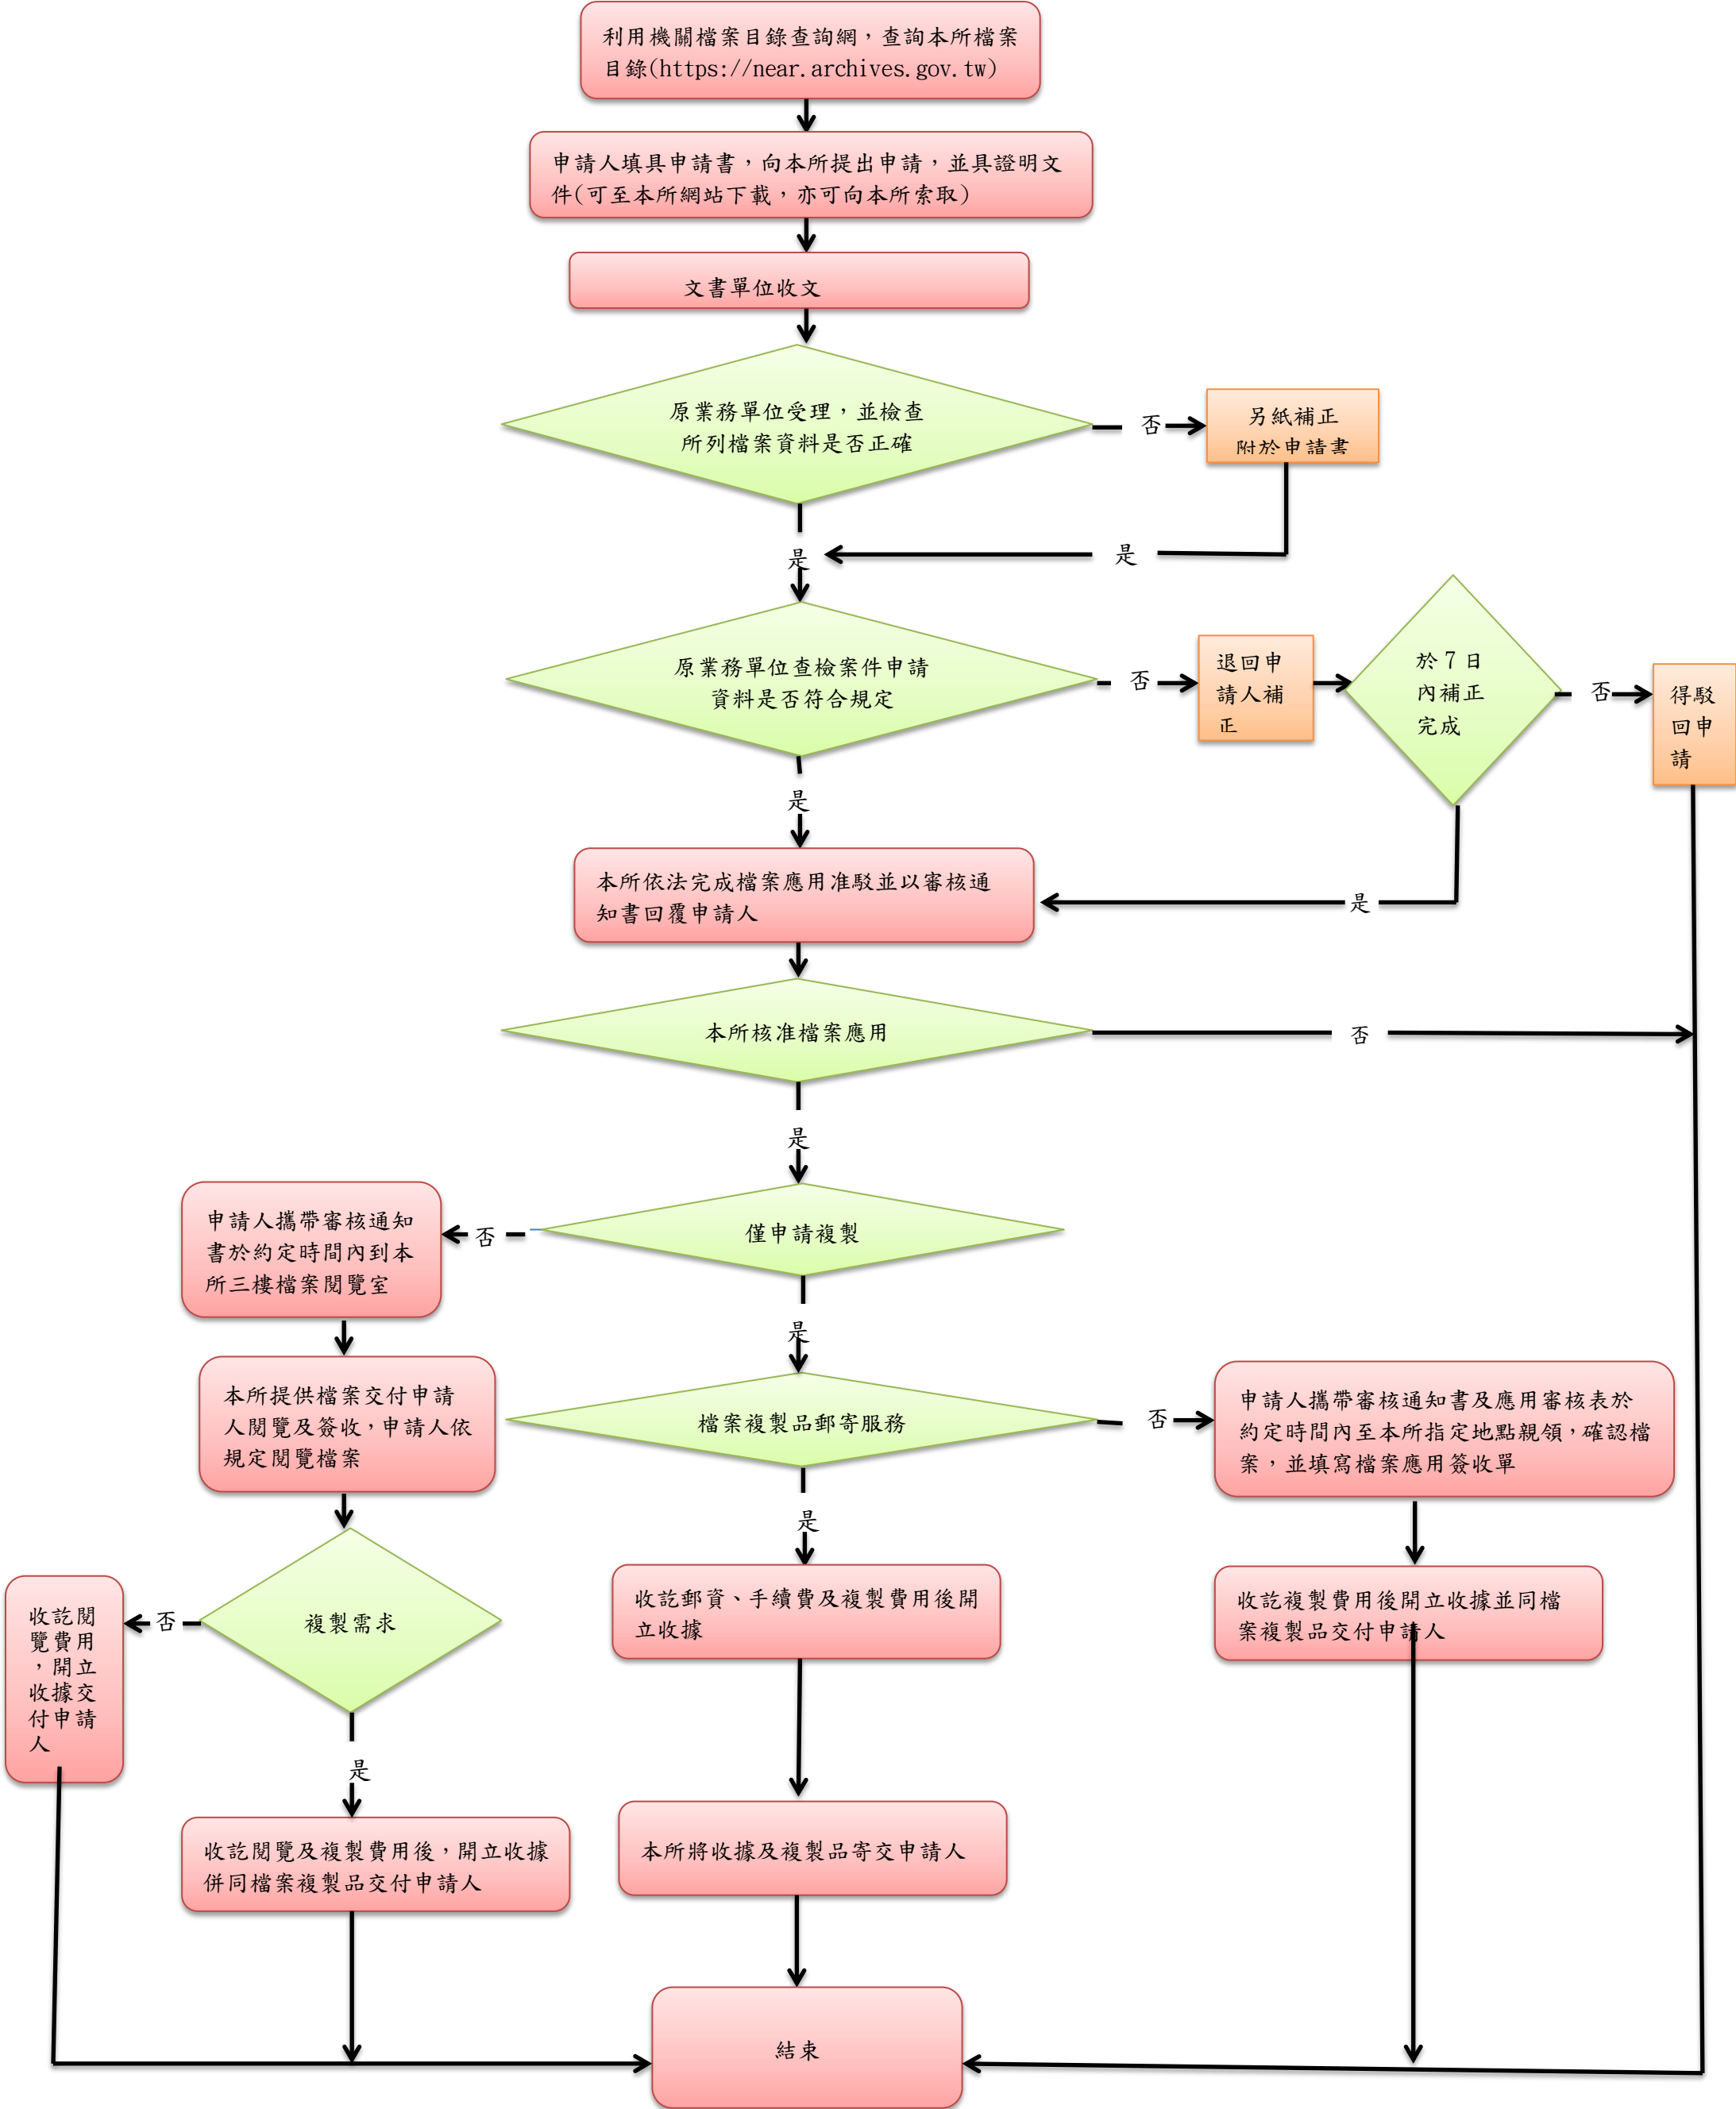 利用機關檔案目錄查詢網，查詢本所檔案
目錄(https://near.archives.gov.tw)
申請人填具申請書，向本所提出申請，並具證明文
件(可至本所網站下載，亦可向本所索取)
文書單位收文
原業務單位受理，並檢查
所列檔案資料是否正確
否
另紙補正
附於申請書
是
是
原業務單位查檢案件申請
資料是否符合規定
否
退回申
請人補
正
於7日
內補正
完成
否
得駁
回申
請
是
本所依法完成檔案應用准駁並以審核通
知書回覆申請人
是
本所核准檔案應用
否
是
僅申請複製
否
申請人攜帶審核通知
書於約定時間內到本
所三樓檔案閱覽室
是
本所提供檔案交付申請
人閱覽及簽收，申請人依
規定閱覽檔案
檔案複製品郵寄服務
否
申請人攜帶審核通知書及應用審核表於
約定時間內至本所指定地點親領，確認檔
案，並填寫檔案應用簽收單
是
複製需求
否
收訖閱
覽費用
，開立
收據交
付申請
人
收訖郵資、手續費及複製費用後開
立收據
收訖複製費用後開立收據並同檔
案複製品交付申請人
是
收訖閱覽及複製費用後，開立收據
併同檔案複製品交付申請人
本所將收據及複製品寄交申請人
結束